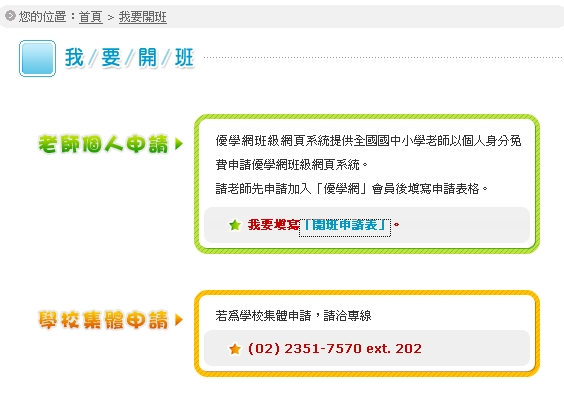 您的位置：首頁 > 我要開班
我/要/開/班
老師個人申請
優學網班級網頁系統提供全國國中小學老師以個人身分免
費申請優學網班級網頁系統。
請老師先申請加入「優學網」會員後填寫申請表格。
我要填寫「開班申請表」。
學校集體申請
若為學校集體申請，請洽專線
(02) 2351-7570 ext. 202